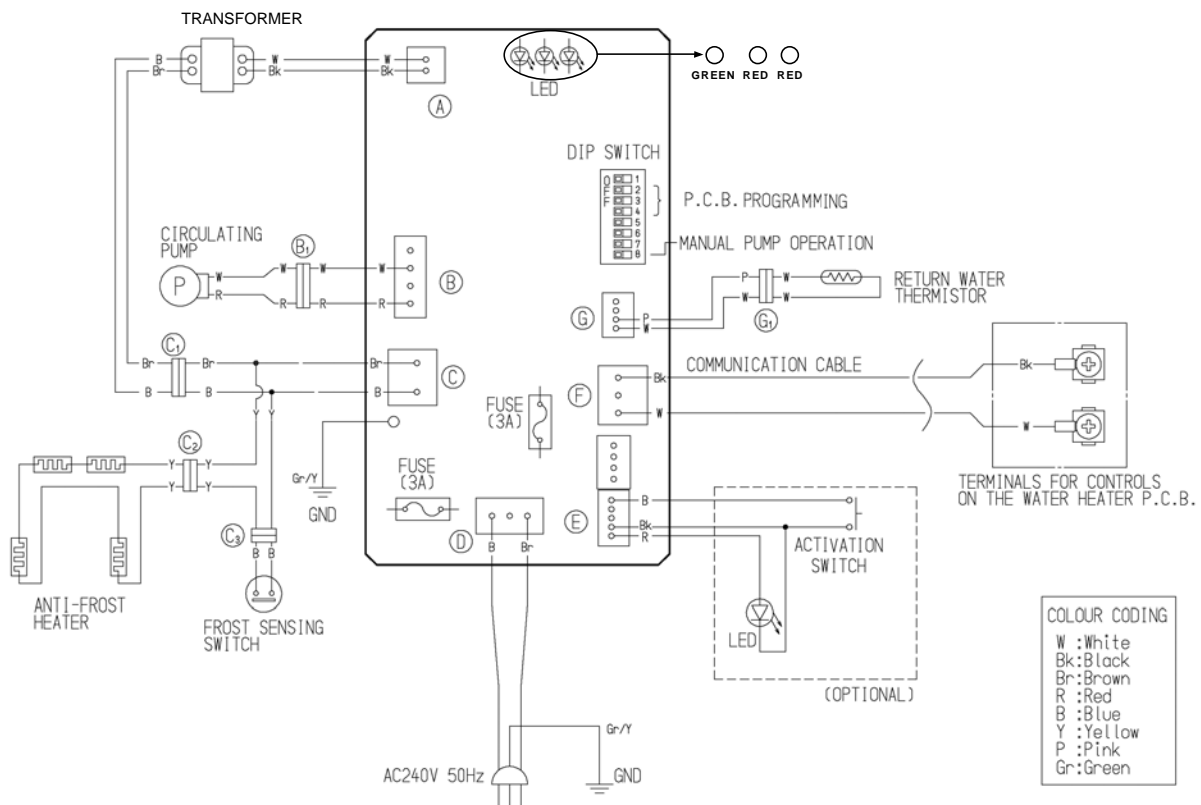 TRANSFORMER
B
Br
W
Bk
W
Bk
A
LED
GREEN RED RED
DIP SWITCH
O
F
F
1
2
3
4
5
6
7
8
P.C.B. PROGRAMMING
MANUAL PUMP OPERATION
CIRCULATING
PUMP
P
W
R
B1
W
R
W
R
W
R
B
G
P
W
P
W
G1
W
W
RETURN WATER
THERMISTOR
C1
Br
B
Br
B
Br
B
C
COMMUNICATION CABLE
F
Bk
W
Bk
W
TERMINALS FOR CONTROLS
ON THE WATER HEATER P.C.B.
FUSE
(3A)
FUSE
(3A)
Gr/Y
GND
C2
Y
Y
Y
Y
C3
B
B
ANTI-FROST
HEATER
FROST SENSING
SWITCH
D
B
Br
E
B
Bk
R
ACTIVATION
SWITCH
LED
(OPTIONAL)
Gr/Y
AC240V 50Hz
GND
COLOUR CODING
W :White
Bk:Black
Br:Brown
R :Red
B :Blue
Y :Yellow
P :Pink
Gr:Green